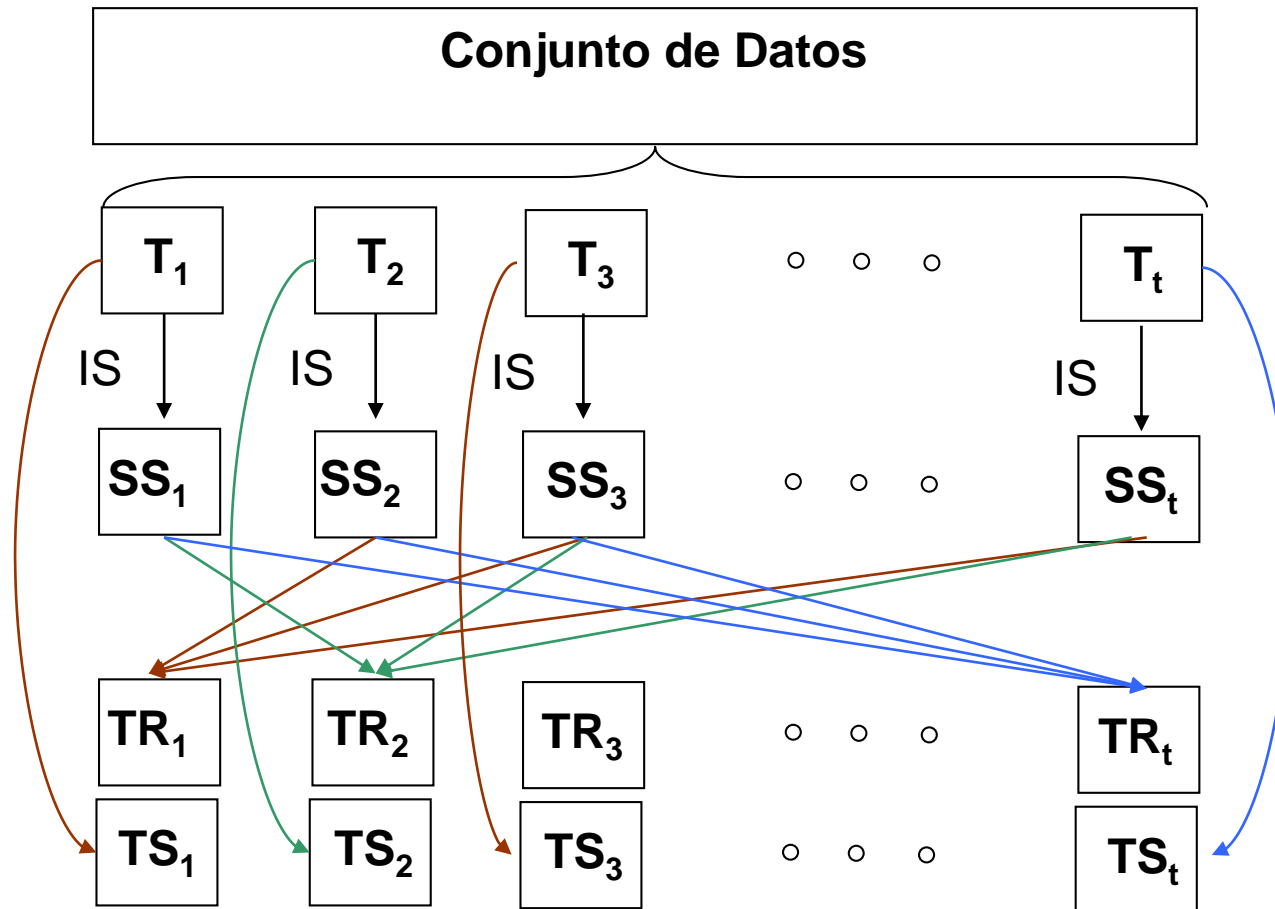 Conjunto de Datos
T₁ T₂ T₃ Tₜ
IS IS IS IS
SS₁ SS₂ SS₃ SSₜ
TR₁ TR₂ TR₃ TRₜ
TS₁ TS₂ TS₃ TSₜ